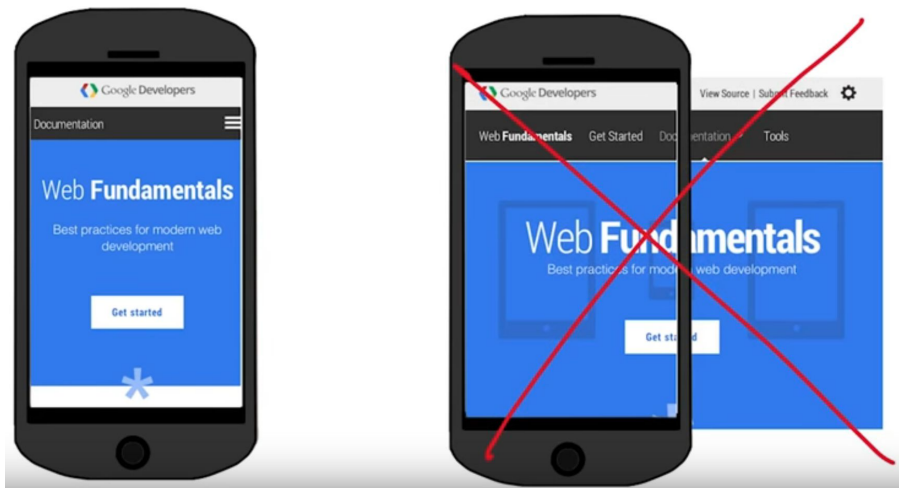 Google Developers
Documentation
Web Fundamentals
Best practices for modern web
development
Get started
Google Developers
View Source | Submit Feedback
Web Fundamentals Get Started Documentation Tools
Web Fundamentals
Best practices for modern web development
Get started